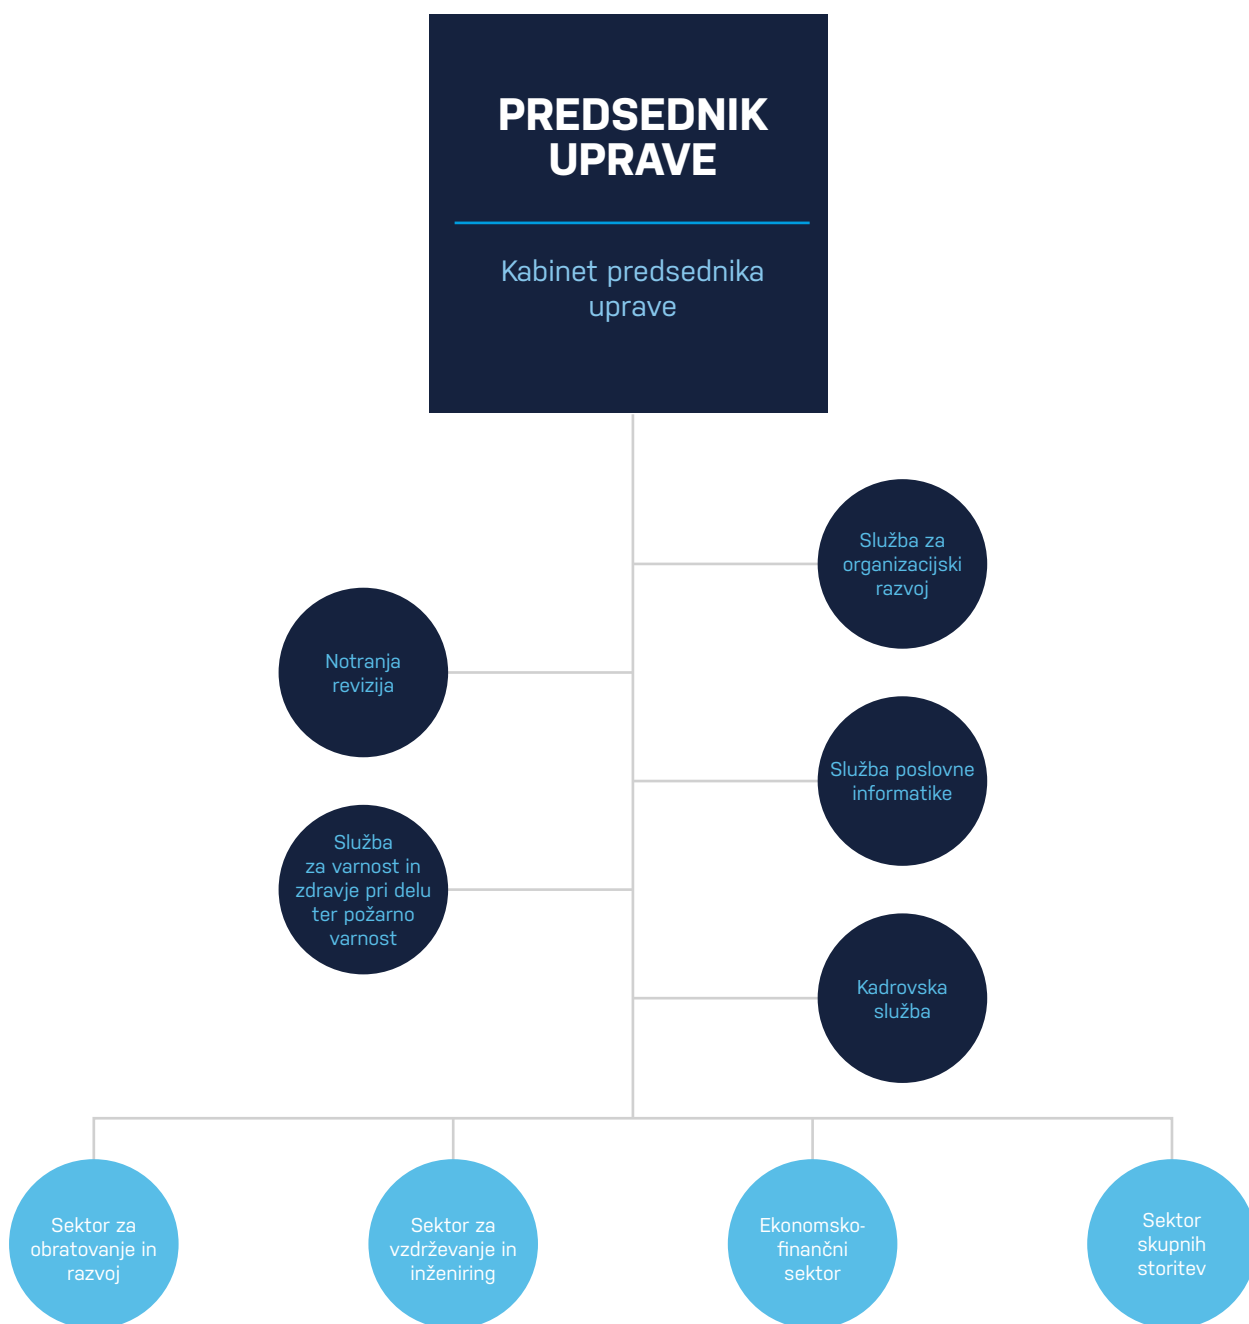 PREDSEDNIK
UPRAVE
Kabinet predsednika
uprave
Služba za
organizacijski
razvoj
Notranja
revizija
Služba poslovne
informatike
Služba
za varnost in
zdravje pri delu
ter požarno
varnost
Kadrovska
služba
Sektor za
obratovanje in
razvoj
Sektor za
vzdrževanje in
inženiring
Ekonomsko-
finančni
sektor
Sektor
skupnih
storitev